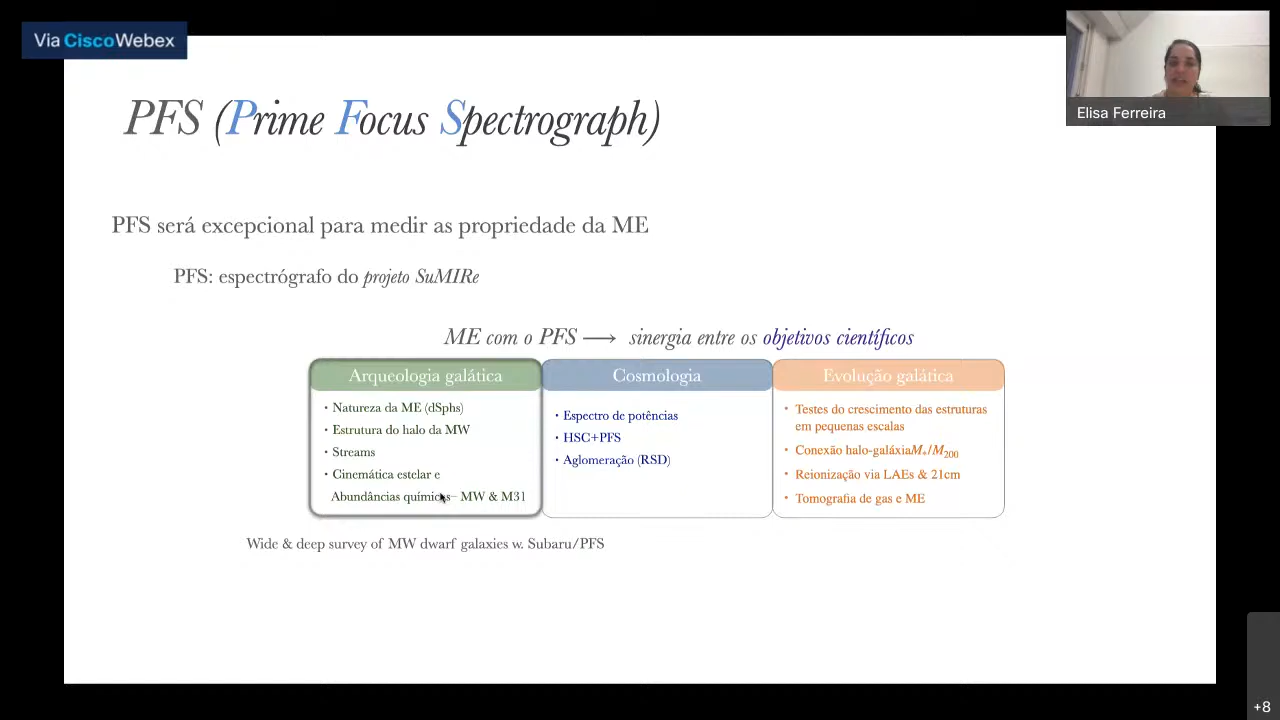 Via CiscoWebex
Elisa Ferreira
PFS (Prime Focus Spectrograph)
PFS será excepcional para medir as propriedade da ME
PFS: espectrógrafo do projeto SuMIRe
ME com o PFS ⟶ sinergia entre os objetivos científicos
Arqueologia galática
• Natureza da ME (dSphs)
• Estrutura do halo da MW
• Streams
• Cinemática estelar e
Abundâncias químicas– MW & M31
Cosmologia
• Espectro de potências
• HSC+PFS
• Aglomeração (RSD)
Evolução galática
• Testes do crescimento das estruturas
em pequenas escalas
• Conexão halo-galáxiaM*/M200
• Reionização via LAEs & 21cm
• Tomografia de gas e ME
Wide & deep survey of MW dwarf galaxies w. Subaru/PFS
+8